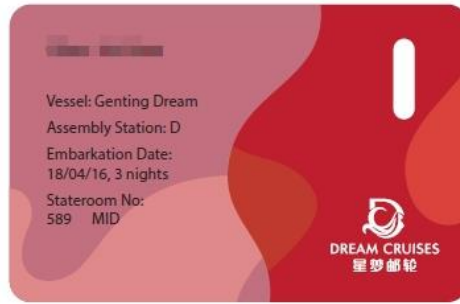 Vessel: Genting Dream
Assembly Station: D
Embarkation Date:
18/04/16, 3 nights
Stateroom No:
589 MID
DREAM CRUISES
星梦邮轮